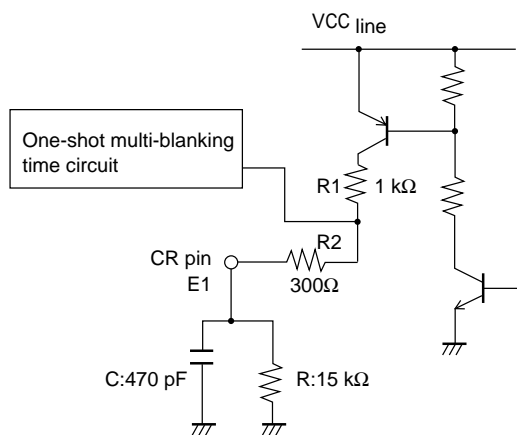 VCC line
One-shot multi-blanking
time circuit
R1
1 kΩ
R2
CR pin
E1
300Ω
C:470 pF
R:15 kΩ